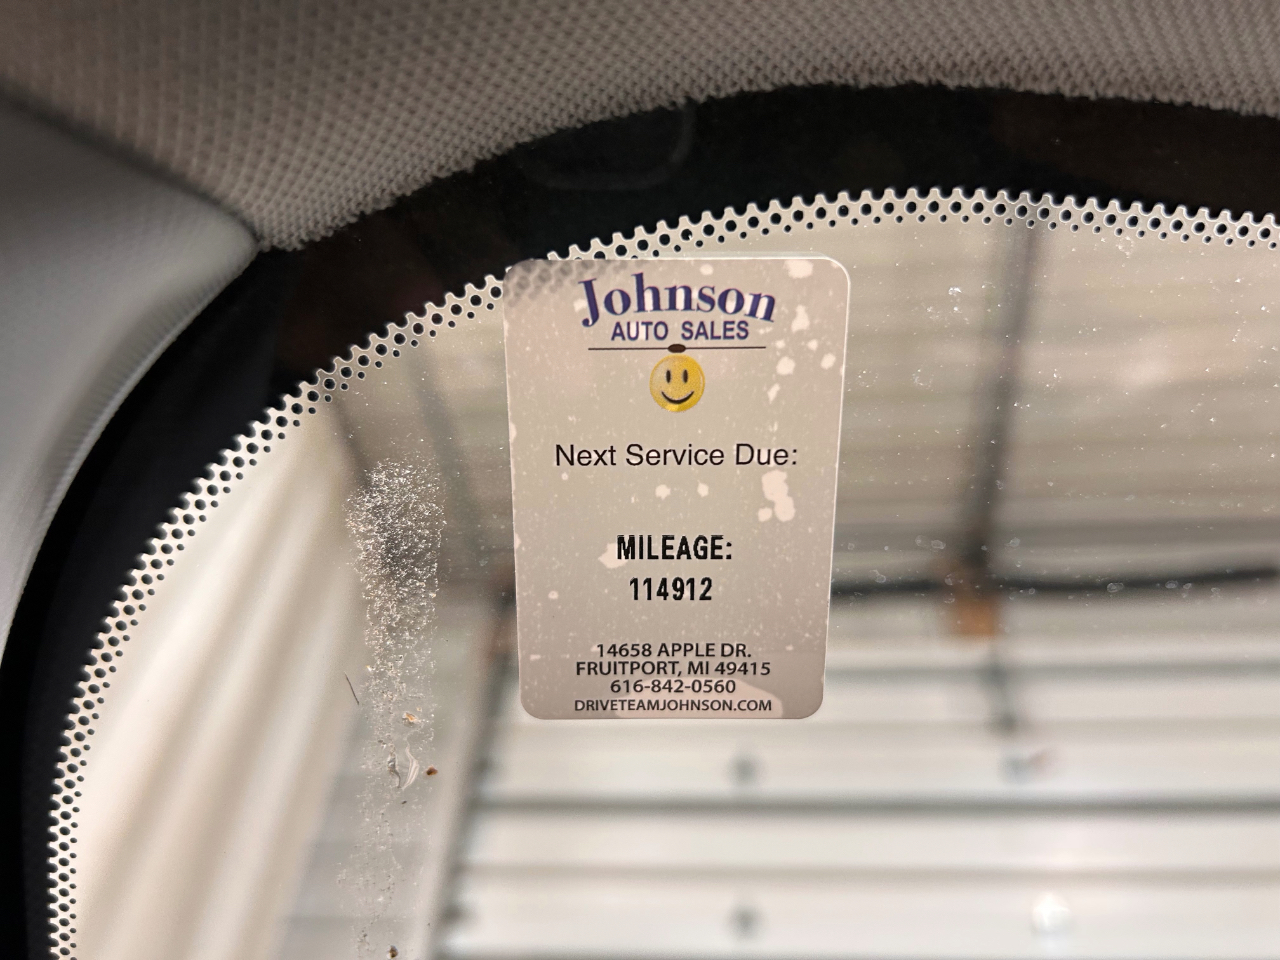 Johnson
AUTO SALES
Next Service Due:
MILEAGE:
114912
14658 APPLE DR.
FRUITPORT, MI 49415
616-842-0560
DRIVETEAMJOHNSON.COM